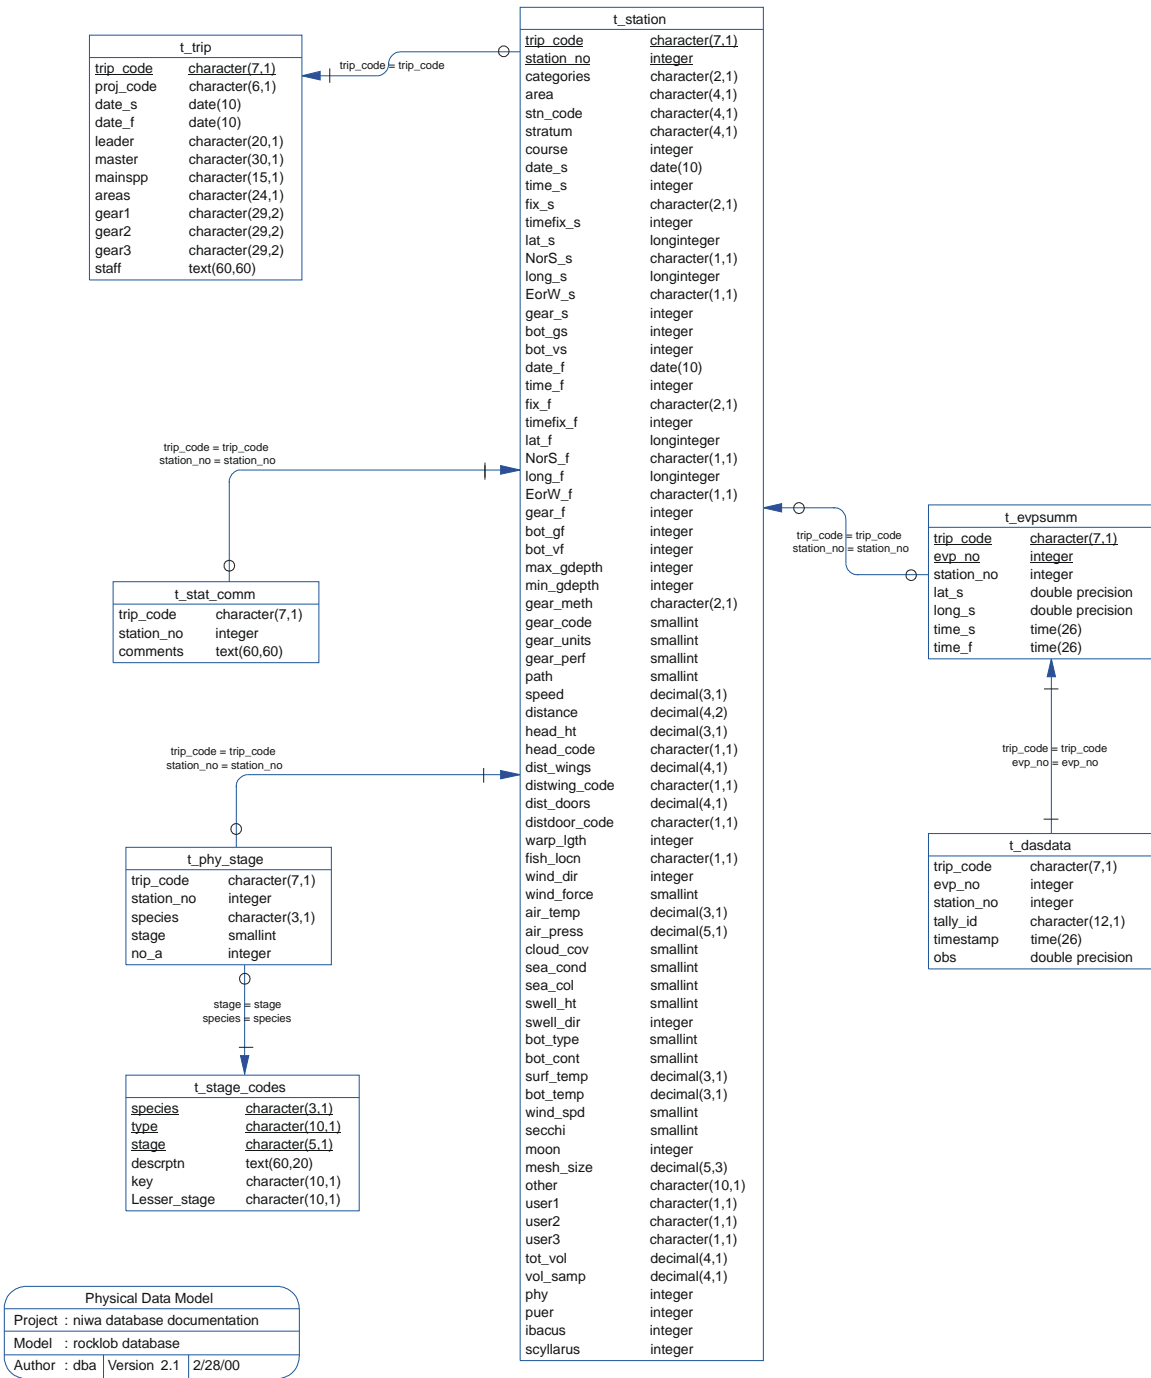 t_trip
trip_code character(7,1)
proj_code character(6,1)
date_s date(10)
date_f date(10)
leader character(20,1)
master character(30,1)
mainspp character(15,1)
areas character(24,1)
gear1 character(29,2)
gear2 character(29,2)
gear3 character(29,2)
staff text(60,60)
trip_code = trip_code
t_station
trip_code character(7,1)
station_no integer
categories character(2,1)
area character(4,1)
stn_code character(4,1)
stratum character(4,1)
course integer
date_s date(10)
time_s integer
fix_s character(2,1)
timefix_s integer
lat_s longinteger
NorS_s character(1,1)
long_s longinteger
EorW_s character(1,1)
gear_s integer
bot_gs integer
bot_vs integer
date_f date(10)
time_f integer
fix_f character(2,1)
timefix_f integer
lat_f longinteger
NorS_f character(1,1)
long_f longinteger
EorW_f character(1,1)
gear_f integer
bot_gf integer
bot_vf integer
max_gdepth integer
min_gdepth integer
gear_meth character(2,1)
gear_code smallint
gear_units smallint
gear_perf smallint
path smallint
speed decimal(3,1)
distance decimal(4,2)
head_ht decimal(3,1)
head_code character(1,1)
dist_wings decimal(4,1)
distwing_code character(1,1)
dist_doors decimal(4,1)
distdoor_code character(1,1)
warp_lgth integer
fish_locn character(1,1)
wind_dir integer
wind_force smallint
air_temp decimal(3,1)
air_press decimal(5,1)
cloud_cov smallint
sea_cond smallint
sea_col smallint
swell_ht smallint
swell_dir integer
bot_type smallint
bot_cont smallint
surf_temp decimal(3,1)
bot_temp decimal(3,1)
wind_spd smallint
secchi smallint
moon integer
mesh_size decimal(5,3)
other character(10,1)
user1 character(1,1)
user2 character(1,1)
user3 character(1,1)
tot_vol decimal(4,1)
vol_samp decimal(4,1)
phy integer
puer integer
ibacus integer
scyllarus integer
trip_code = trip_code
station_no = station_no
t_stat_comm
trip_code character(7,1)
station_no integer
comments text(60,60)
trip_code = trip_code
station_no = station_no
t_phy_stage
trip_code character(7,1)
station_no integer
species character(3,1)
stage smallint
no_a integer
stage = stage
species = species
t_stage_codes
species character(3,1)
type character(10,1)
stage character(5,1)
descrptn text(60,20)
key character(10,1)
Lesser_stage character(10,1)
trip_code = trip_code
station_no = station_no
t_evpsumm
trip_code character(7,1)
evp_no integer
station_no integer
lat_s double precision
long_s double precision
time_s time(26)
time_f time(26)
trip_code = trip_code
evp_no = evp_no
t_dasdata
trip_code character(7,1)
evp_no integer
station_no integer
tally_id character(12,1)
timestamp time(26)
obs double precision
Physical Data Model
Project : niwa database documentation
Model : rocklob database
Author : dba Version 2.1 2/28/00